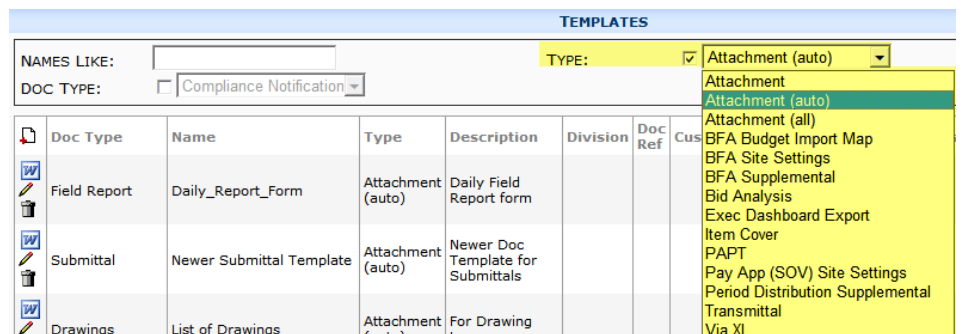 TEMPLATES
NAMES LIKE:
TYPE: Attachment (auto)
DOC TYPE: Compliance Notification
Attachment
Attachment (auto)
Attachment (all)
BFA Budget Import Map
BFA Site Settings
BFA Supplemental
Bid Analysis
Exec Dashboard Export
Item Cover
PAPT
Pay App (SOV) Site Settings
Period Distribution Supplemental
Transmittal
Via XL
Doc Type Name Type Description Division Doc Ref Cus
Field Report Daily_Report_Form Attachment (auto) Daily Field Report form
Submittal Newer Submittal Template Attachment (auto) Newer Doc Template for Submittals
Drawings List of Drawings Attachment (auto) For Drawing